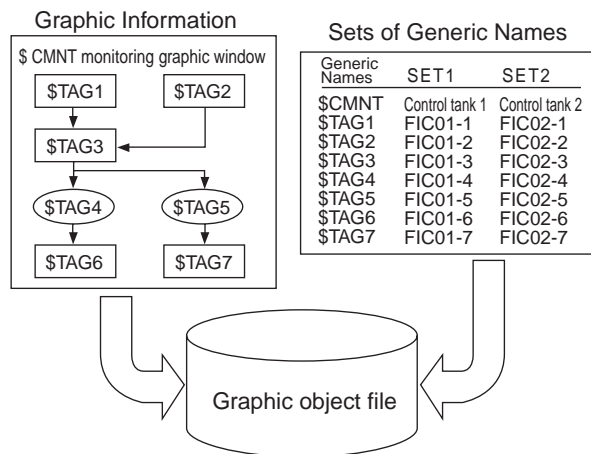 Graphic Information
$ CMNT monitoring graphic window
$TAG1 $TAG2
$TAG3
$TAG4 $TAG5
$TAG6 $TAG7
Sets of Generic Names
Generic
Names SET1 SET2
$CMNT Control tank 1 Control tank 2
$TAG1 FIC01-1 FIC02-1
$TAG2 FIC01-2 FIC02-2
$TAG3 FIC01-3 FIC02-3
$TAG4 FIC01-4 FIC02-4
$TAG5 FIC01-5 FIC02-5
$TAG6 FIC01-6 FIC02-6
$TAG7 FIC01-7 FIC02-7
Graphic object file